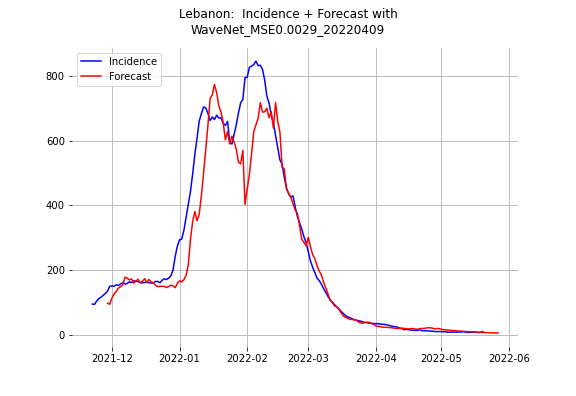 Lebanon:  Incidence + Forecast with
WaveNet_MSE0.0029_20220409
Incidence
Forecast
800
600
400
200
0
2021-12 2022-01 2022-02 2022-03 2022-04 2022-05 2022-06